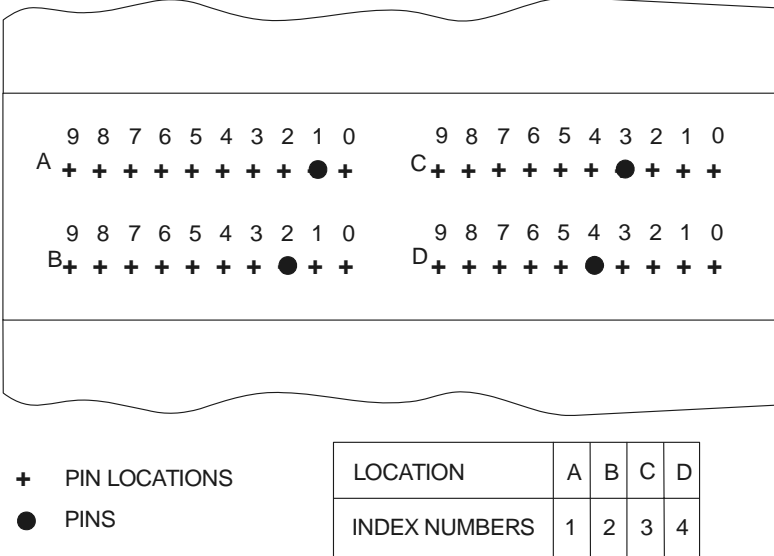 9 8 7 6 5 4 3 2 1 0
A
9 8 7 6 5 4 3 2 1 0
C
9 8 7 6 5 4 3 2 1 0
B
9 8 7 6 5 4 3 2 1 0
D
+ PIN LOCATIONS
● PINS
LOCATION A B C D
INDEX NUMBERS 1 2 3 4